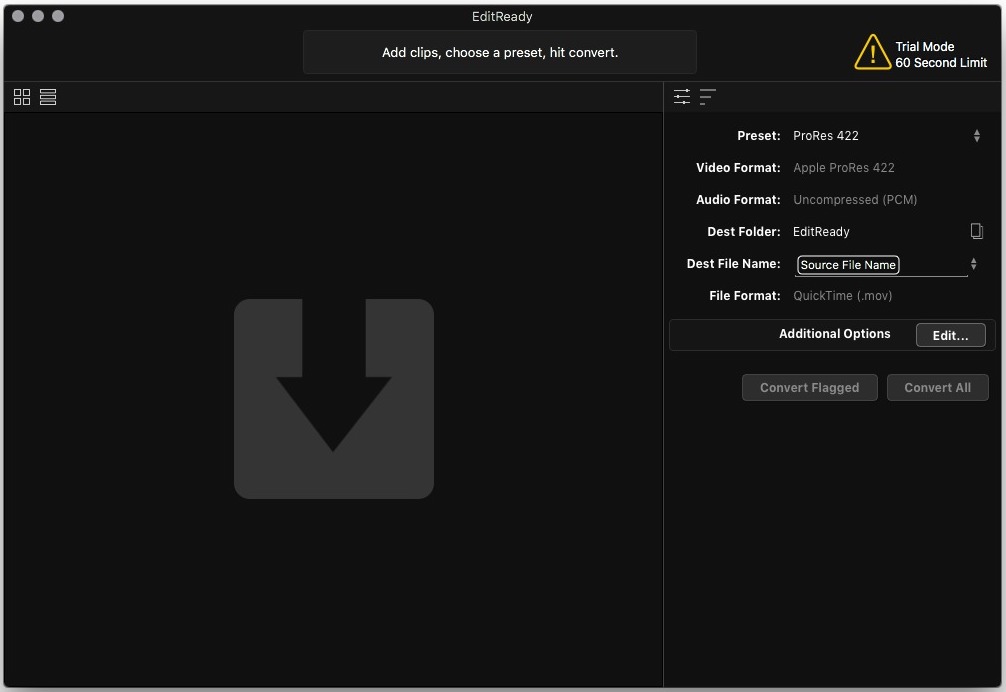 EditReady
Add clips, choose a preset, hit convert.
Trial Mode
60 Second Limit
Preset: ProRes 422
Video Format: Apple ProRes 422
Audio Format: Uncompressed (PCM)
Dest Folder: EditReady
Dest File Name: Source File Name
File Format: QuickTime (.mov)
Additional Options Edit...
Convert Flagged Convert All